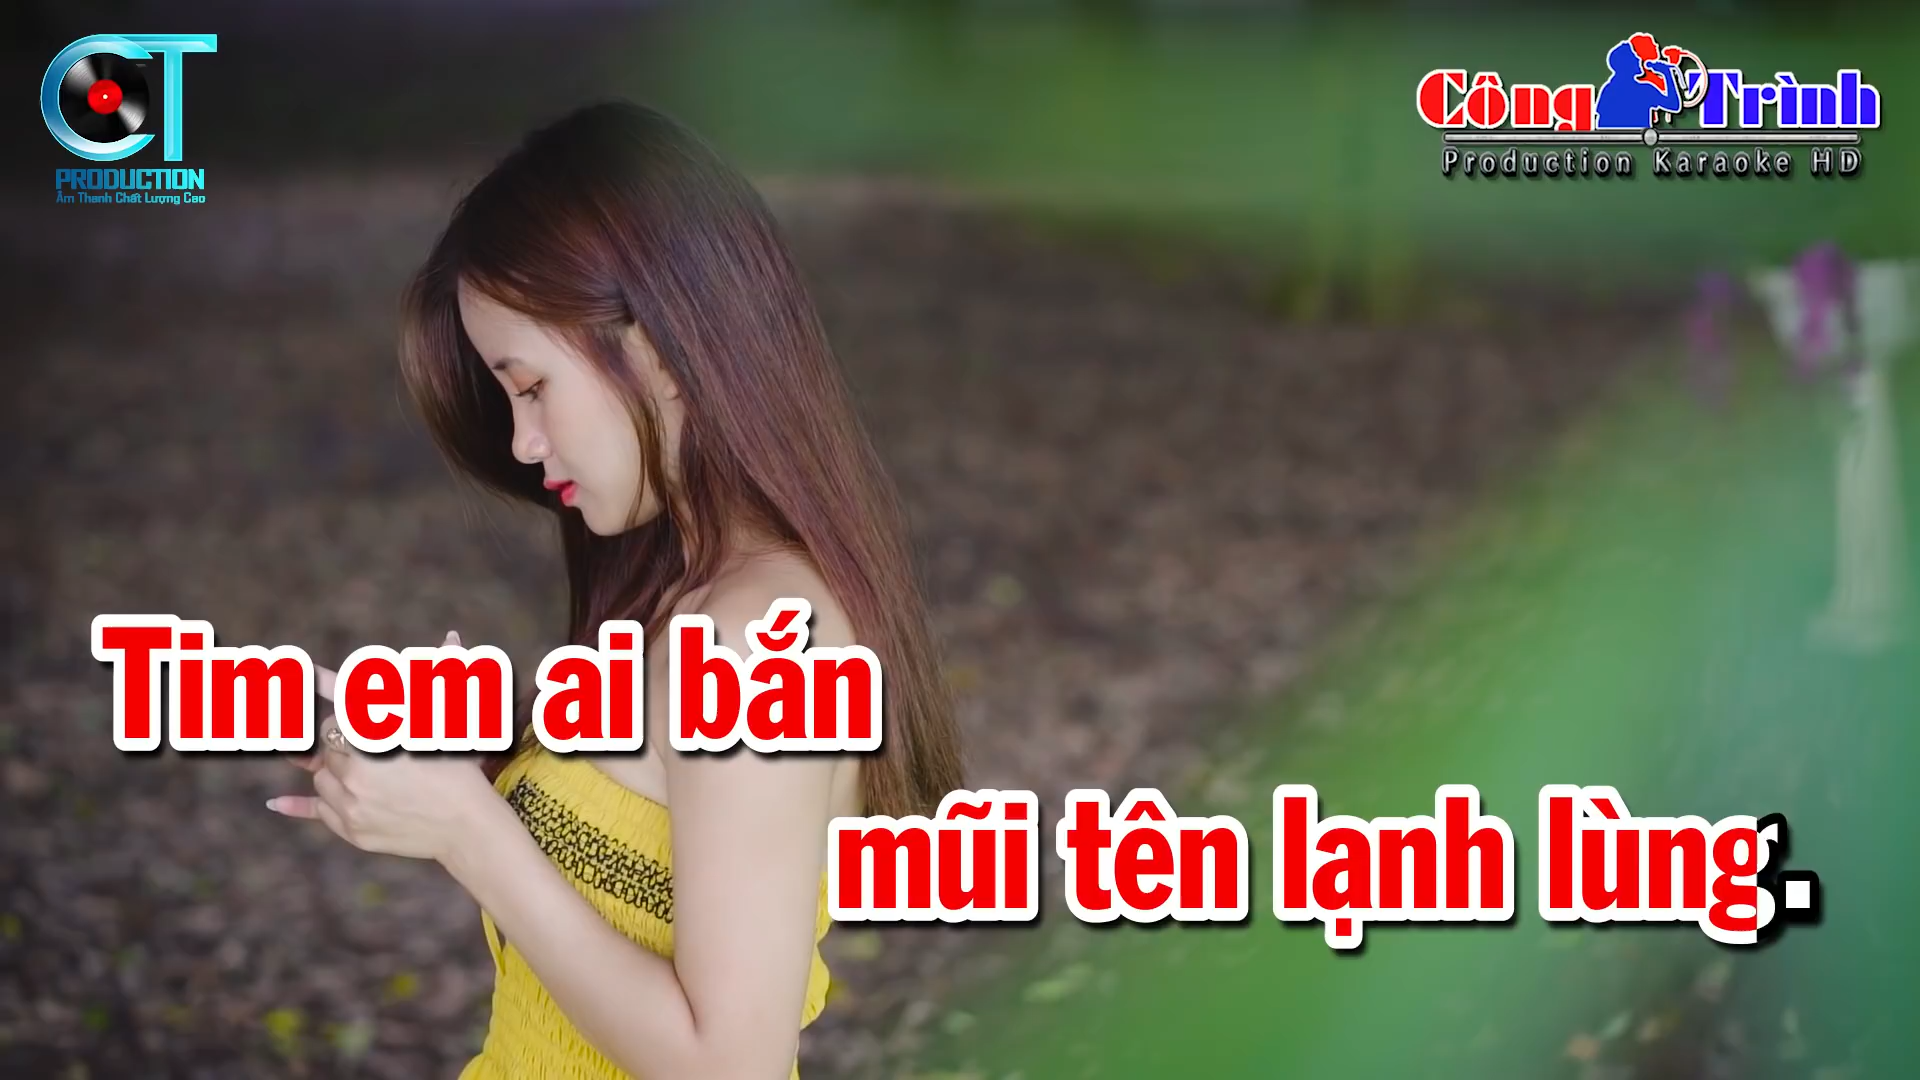 CT
PRODUCTION
Âm Thanh Chất Lượng Cao
Công Trình
Production Karaoke HD
Tim em ai bắn
mũi tên lạnh lùng.